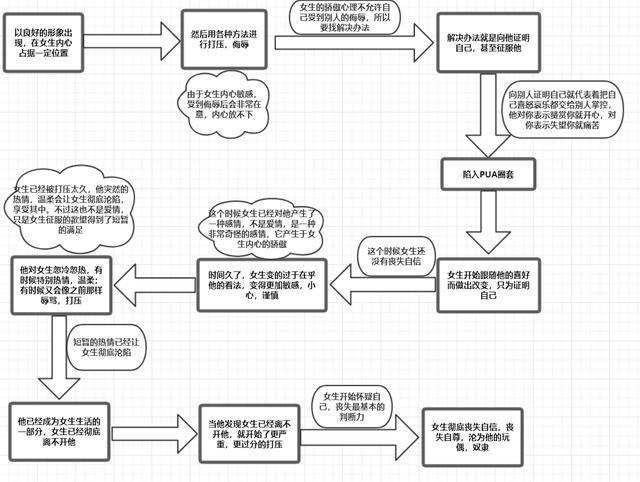 以良好的形象出
现，在女生内心
占据一定位置
然后用各种方法进
行打压，侮辱
女生的骄傲心理不允许自
己受到别人的侮辱，所以
要找解决办法
解决办法就是向他证明
自己，甚至征服他
由于女生内心敏感，
受到侮辱后会非常在
意，内心放不下
向别人证明自己就代表着把自
己喜怒哀乐都交给别人掌控，
他对你表示赞赏你就开心，对
你表示失望你就痛苦
陷入PUA圈套
女生已经被打压太久，他突然的
热情，温柔会让女生彻底沦陷，
享受其中。不过这也不是爱情，
只是女生征服的欲望得到了短暂
的满足
这个时候女生已经对他产生了
一种感情，不是爱情，是一种
非常奇怪的感情，它产生于女
生内心的骄傲
这个时候女生还
没有丧失自信
他对女生忽冷忽热，有
时候特别热情，温柔；
有时候又会像之前那样
辱骂，打压
时间久了，女生变的过于在乎
他的看法，变得更加敏感，小
心，谨慎
女生开始跟随他的喜好
而做出改变，只为证明
自己
短暂的热情已经让
女生彻底沦陷
他已经成为女生生活的
一部分，女生已经彻底
离不开他
当他发现女生已经离不
开他，就开始了更严
重，更过分的打压
女生开始怀疑自
己，丧失最基本的
判断力
女生彻底丧失自信，丧
失自尊，沦为他的玩
偶，奴隶